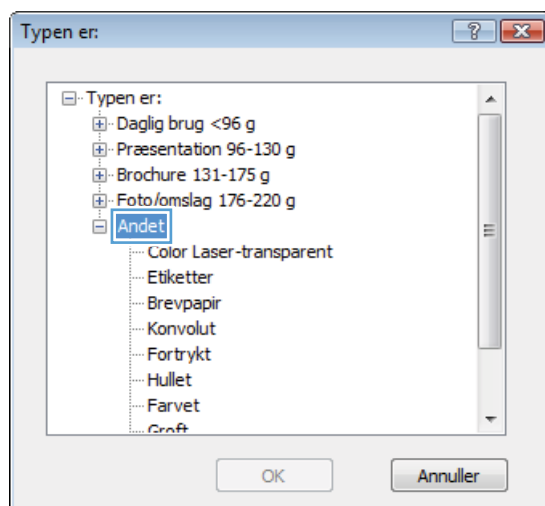 Typen er:
Typen er:
Daglig brug <96 g
Præsentation 96-130 g
Brochure 131-175 g
Foto/omslag 176-220 g
Andet
Color Laser-transparent
Etiketter
Brevpapir
Konvolut
Fortrykt
Hullet
Farvet
Groft
OK Annuller